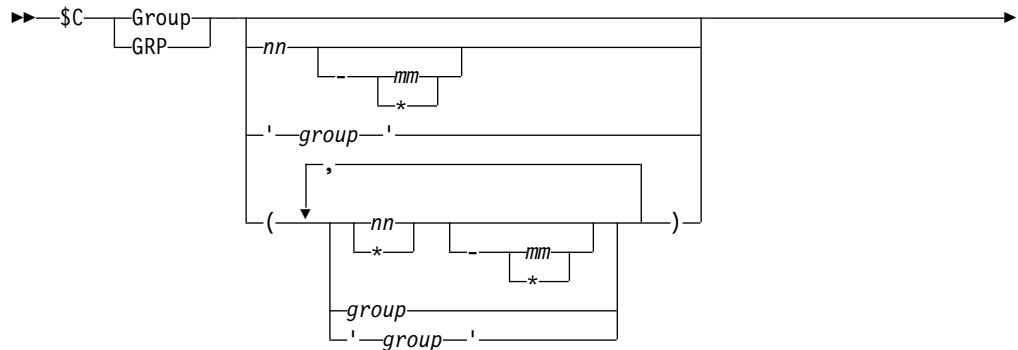 $C Group
GRP
nn
- mm
*
' group '
,
( nn - mm )
* *
group
' group '